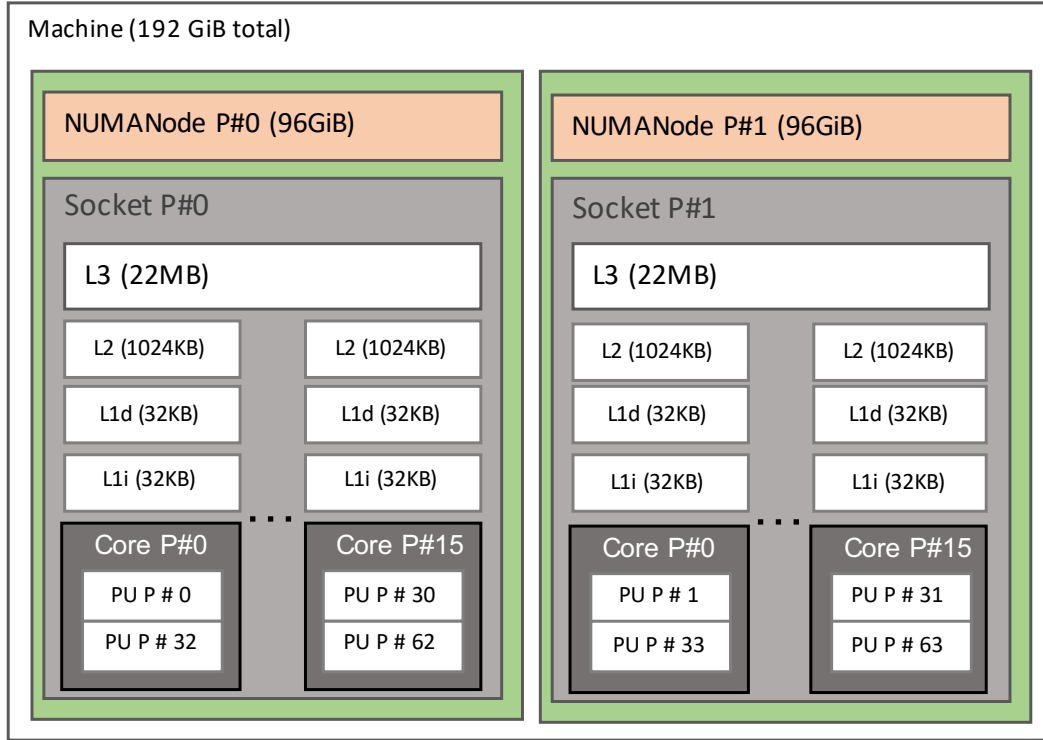 Machine (192 GiB total)
NUMANode P#0 (96GiB)
Socket P#0
L3 (22MB)
L2 (1024KB)
L2 (1024KB)
L1d (32KB)
L1d (32KB)
L1i (32KB)
L1i (32KB)
...
Core P#0
Core P#15
PU P # 0
PU P # 30
PU P # 32
PU P # 62
NUMANode P#1 (96GiB)
Socket P#1
L3 (22MB)
L2 (1024KB)
L2 (1024KB)
L1d (32KB)
L1d (32KB)
L1i (32KB)
L1i (32KB)
...
Core P#0
Core P#15
PU P # 1
PU P # 31
PU P # 33
PU P # 63